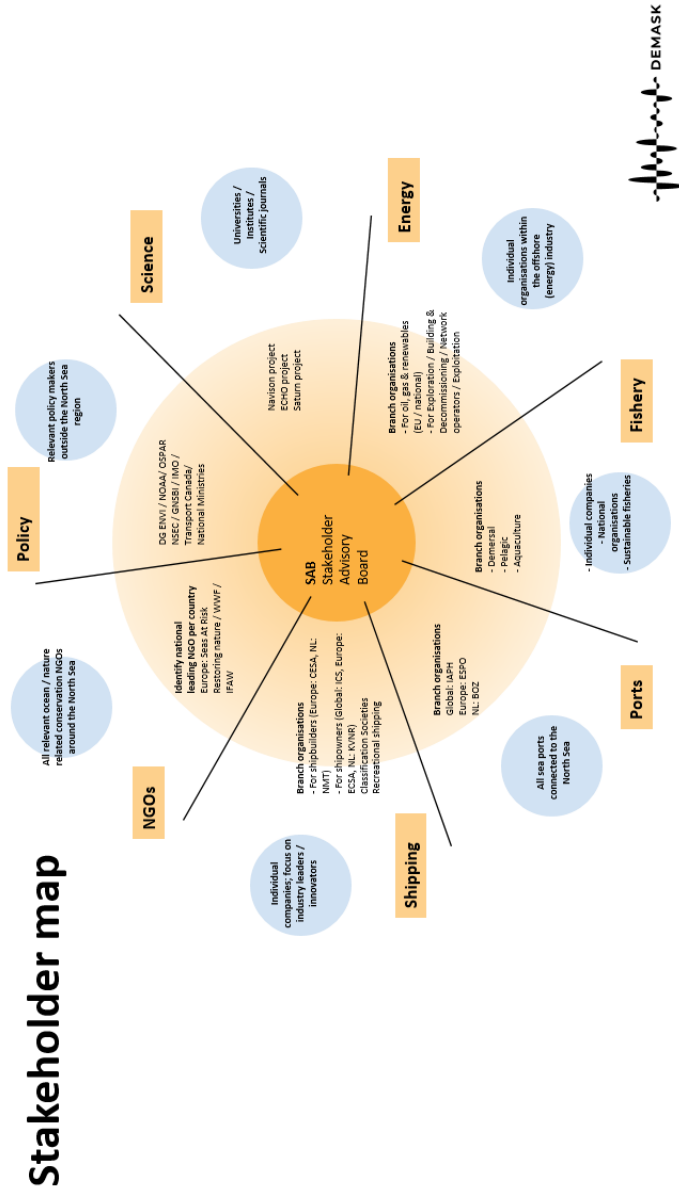 Stakeholder map
NGOs
All relevant ocean / nature
related conservation NGOs
around the North Sea
Identify national
leading NGO per country
Europe: Seas At Risk
Restoring nature / WWF /
IFAW
Policy
Relevant policy makers
outside the North Sea
region
DG ENVI / NOAA/ OSPAR
NSEC / GNSBI / IMO /
Transport Canada/
National Ministries
Science
Universities /
Institutes /
Scientific journals
Navison project
ECHO project
Saturn project
Energy
Individual
organisations within
the offshore
(energy) industry
Branch organisations
- For oil, gas & renewables
(EU / national)
- For Exploration / Building &
Decommissioning / Network
operators / Exploitation
Fishery
- Individual companies
- National
organisations
- Sustainable fisheries
Branch organisations
- Demersal
- Pelagic
- Aquaculture
Ports
All sea ports
connected to the
North Sea
Branch organisations
Global: IAPH
Europe: ESPO
NL: BOZ
Shipping
Individual
companies; focus on
industry leaders /
innovators
Branch organisations
- For shipbuilders (Europe: CESA, NL:
NMT)
- For shipowners (Global: ICS, Europe:
ECSA, NL: KVNR)
Classification Societies
Recreational shipping
SAB
Stakeholder
Advisory
Board
DEMASK